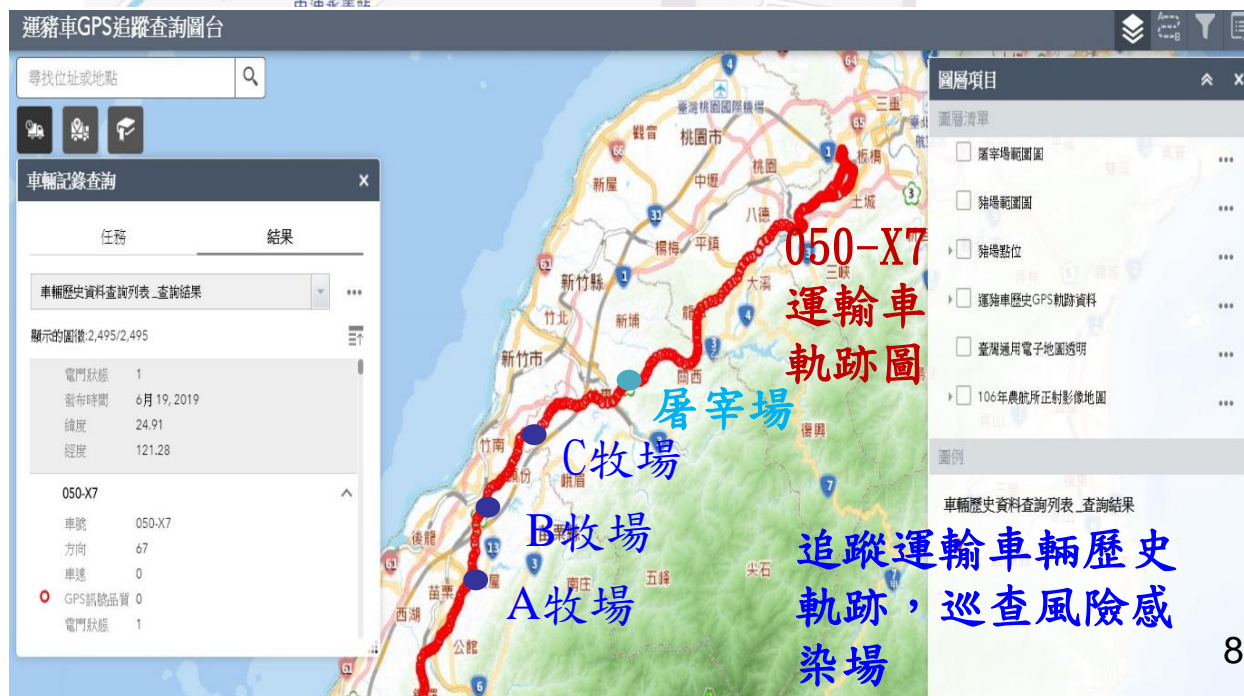 運豬車GPS追蹤查詢圖台
尋找位址或地點
車輛記錄查詢
任務
結果
車輛歷史資料查詢列表_查詢結果
顯示的圖徵:2,495/2,495
電門狀態 1
發布時間 6月 19, 2019
緯度 24.91
經度 121.28
050-X7
車號 050-X7
方向 67
車速 0
GPS訊號品質 0
電門狀態 1
圖層項目
圖層清單
屠宰場範圍圖
豬場範圍圖
豬場點位
運豬車歷史GPS軌跡資料
臺灣通用電子地圖透明
106年農航所正射影像地圖
圖例
車輛歷史資料查詢列表_查詢結果
050-X7
運輸車
軌跡圖
屠宰場
C牧場
B牧場
A牧場
追蹤運輸車輛歷史
軌跡，巡查風險感
染場
8
臺灣桃園國際機場
三重
觀音
桃園市
板橋
桃園
新屋
中壢
土城
八德
楊梅
平鎮
三峽
新竹縣
大溪
竹北
新埔
新竹市
關西
復興
竹南
峨眉
後龍
尖石
五峰
南庄
苗栗
西湖
公館